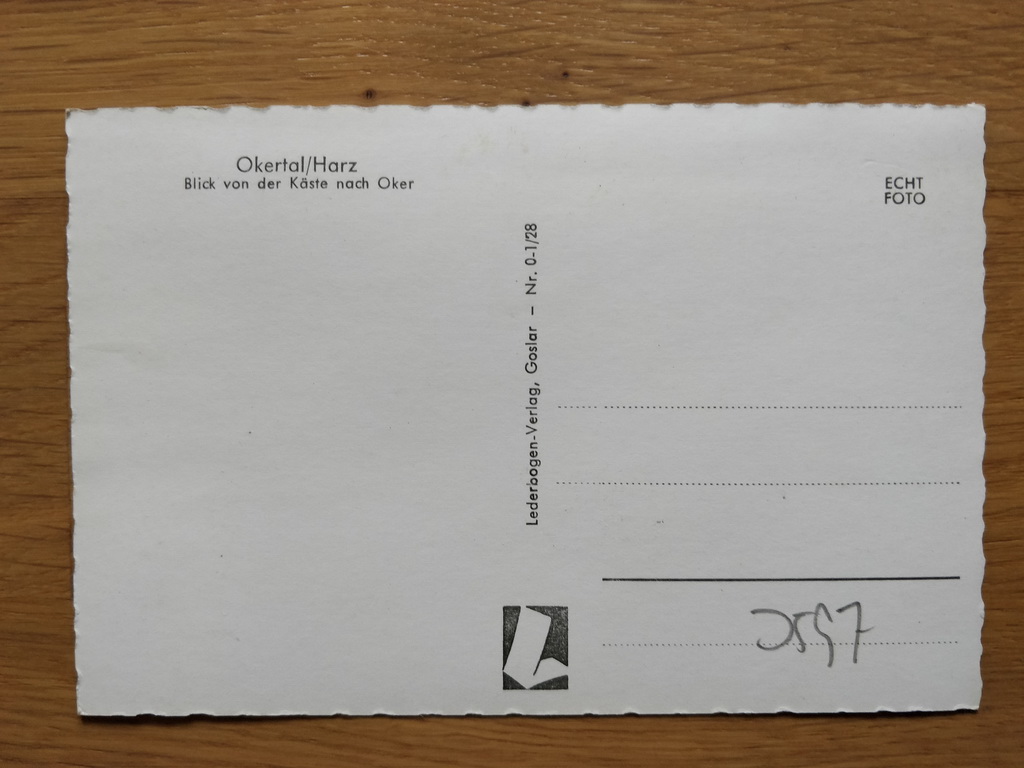 Okertal/Harz
Blick von der Käste nach Oker
ECHT
FOTO
Lederbogen-Verlag, Goslar – Nr. 0-1/28